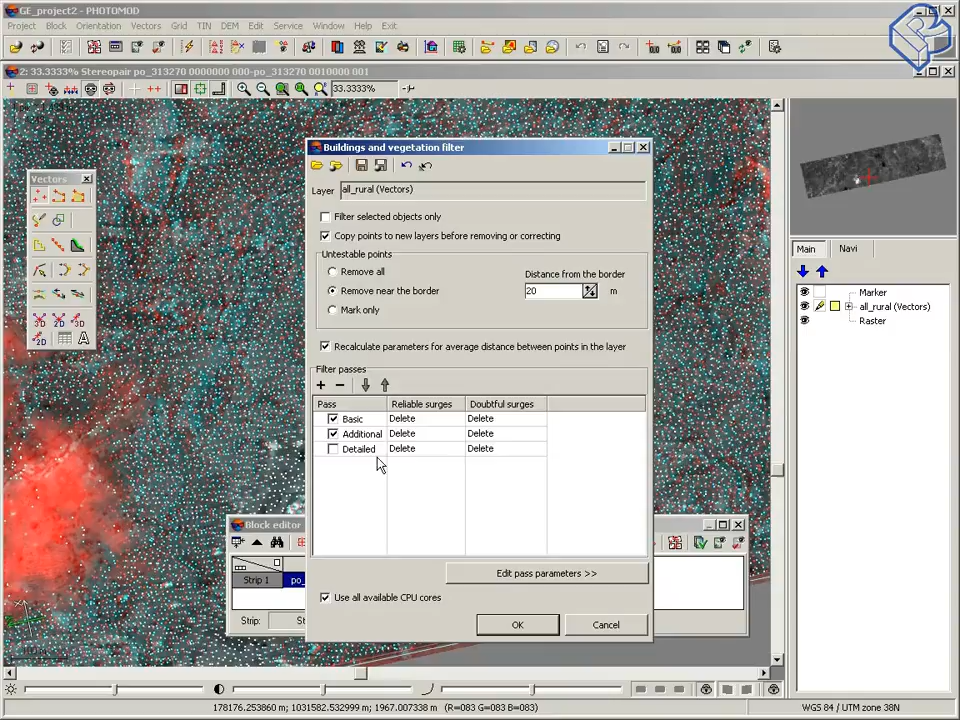 GE_project2 - PHOTOMOD
Project Block Orientation Vectors Grid TIN DEM Edit Service Window Help Exit
2: 33.3333% Stereopair po_313270 0000000 000-po_313270 0010000 001
33.3333%
Vectors
3D 2D 3D
2D A
Buildings and vegetation filter
Layer all_rural (Vectors)
Filter selected objects only
Copy points to new layers before removing or correcting
Untestable points
Remove all
Distance from the border
Remove near the border
20 m
Mark only
Recalculate parameters for average distance between points in the layer
Filter passes
Pass Reliable surges Doubtful surges
Basic Delete Delete
Additional Delete Delete
Detailed Delete Delete
Edit pass parameters >>
Use all available CPU cores
OK Cancel
Block editor
Strip 1 po_
Strip:
Main Navi
Marker
all_rural (Vectors)
Raster
178176.253860 m; 1031582.532999 m; 1967.007338 m (R=083 G=083 B=083)
WGS 84 / UTM zone 38N